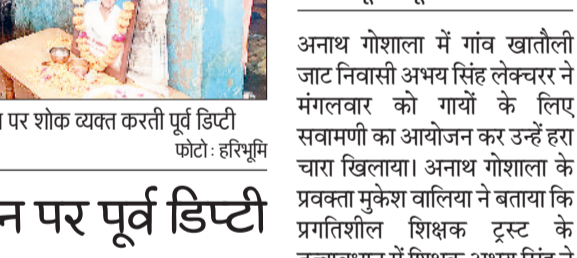 पर शोक व्यक्त करती पूर्व डिप्टी
फोटो : हरिभूमि
पर पूर्व डिप्टी
अनाथ गोशाला में गांव खातौली
जाट निवासी अभय सिंह लेक्चरर ने
मंगलवार को गायों के लिए
सवामणी का आयोजन कर उन्हें हरा
चारा खिलाया। अनाथ गोशाला के
प्रवक्ता मुकेश वालिया ने बताया कि
प्रगतिशील शिक्षक ट्रस्ट के